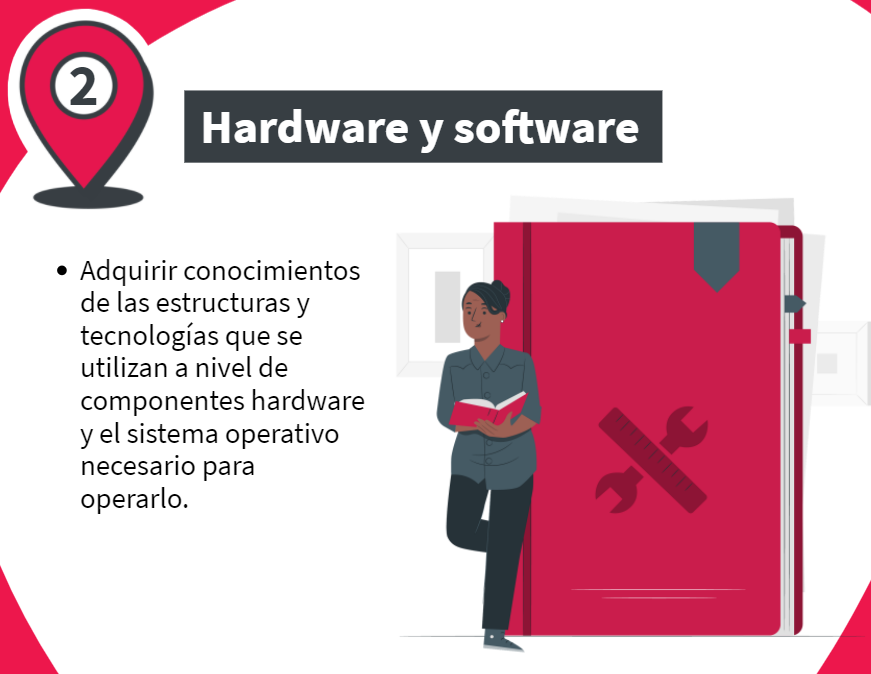 2
Hardware y software
• Adquirir conocimientos
de las estructuras y
tecnologías que se
utilizan a nivel de
componentes hardware
y el sistema operativo
necesario para
operarlo.